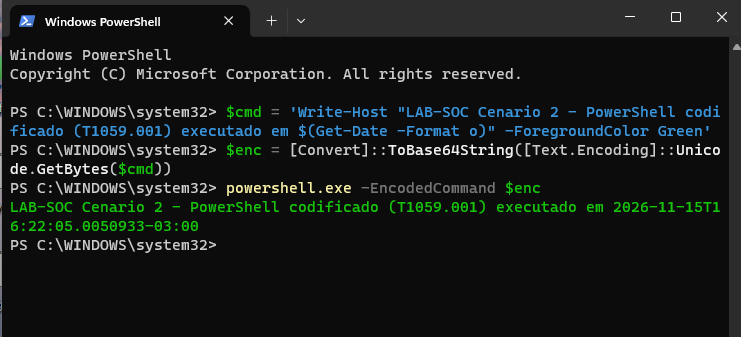 Windows PowerShell
Windows PowerShell
Copyright (C) Microsoft Corporation. All rights reserved.
PS C:\WINDOWS\system32> $cmd = 'Write-Host "LAB-SOC Cenario 2 - PowerShell codi
ficado (T1059.001) executado em $(Get-Date -Format o)" -ForegroundColor Green'
PS C:\WINDOWS\system32> $enc = [Convert]::ToBase64String([Text.Encoding]::Unico
de.GetBytes($cmd))
PS C:\WINDOWS\system32> powershell.exe -EncodedCommand $enc
LAB-SOC Cenario 2 - PowerShell codificado (T1059.001) executado em 2026-11-15T1
6:22:05.0050933-03:00
PS C:\WINDOWS\system32>